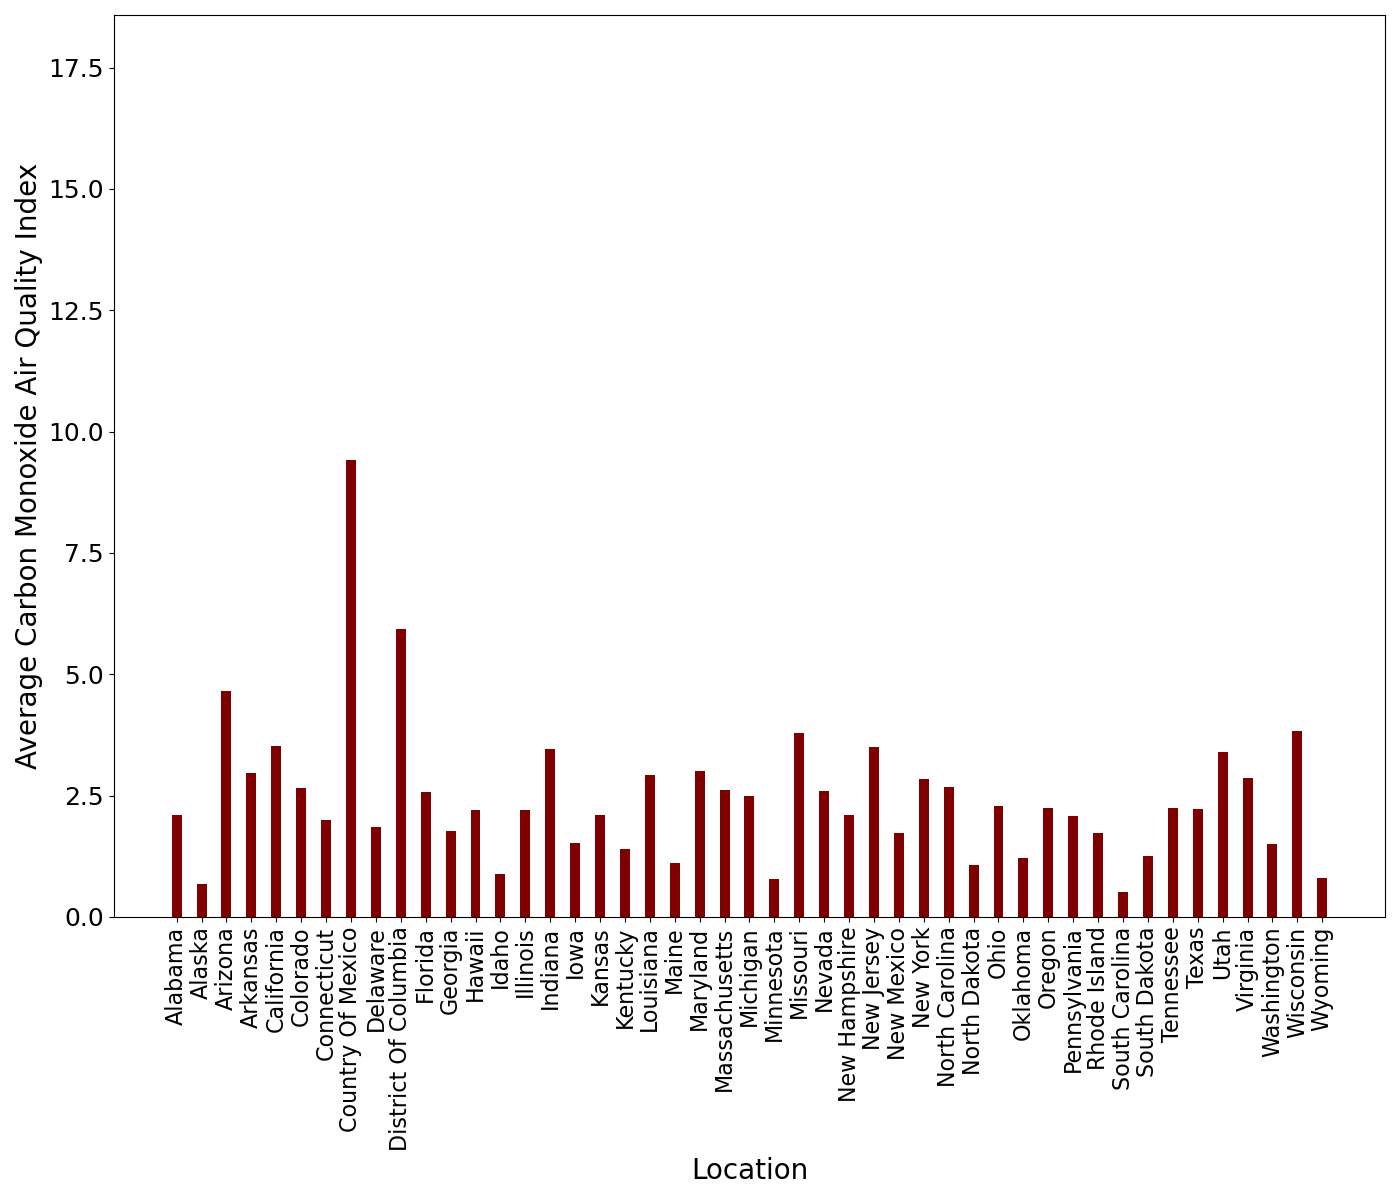 17.5
15.0
12.5
10.0
7.5
5.0
2.5
0.0
Average Carbon Monoxide Air Quality Index
Alabama
Alaska
Arizona
Arkansas
California
Colorado
Connecticut
Country Of Mexico
Delaware
District Of Columbia
Florida
Georgia
Hawaii
Idaho
Illinois
Indiana
Iowa
Kansas
Kentucky
Louisiana
Maine
Maryland
Massachusetts
Michigan
Minnesota
Missouri
Nevada
New Hampshire
New Jersey
New Mexico
New York
North Carolina
North Dakota
Ohio
Oklahoma
Oregon
Pennsylvania
Rhode Island
South Carolina
South Dakota
Tennessee
Texas
Utah
Virginia
Washington
Wisconsin
Wyoming
Location